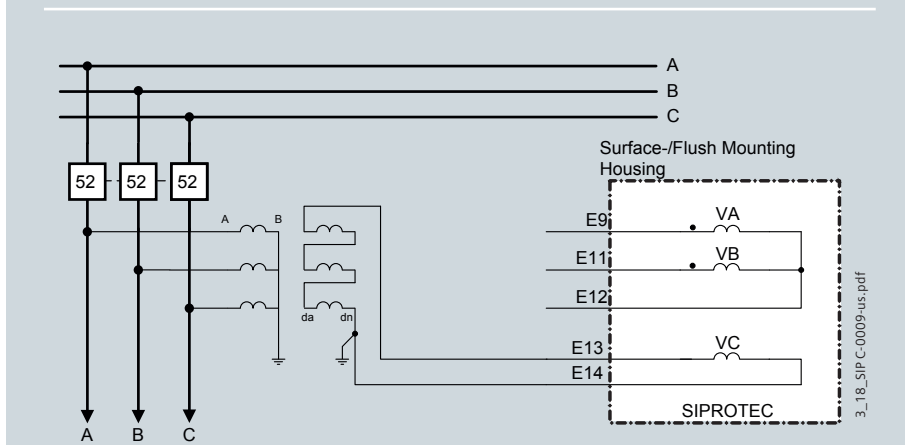 A
B
C
Surface-/Flush Mounting
Housing
52 52 52
A B
E9 VA
E11 VB
E12
da dn
E13 VC
E14
SIPROTEC
A B C
3_18_SIP C-0009-us.pdf